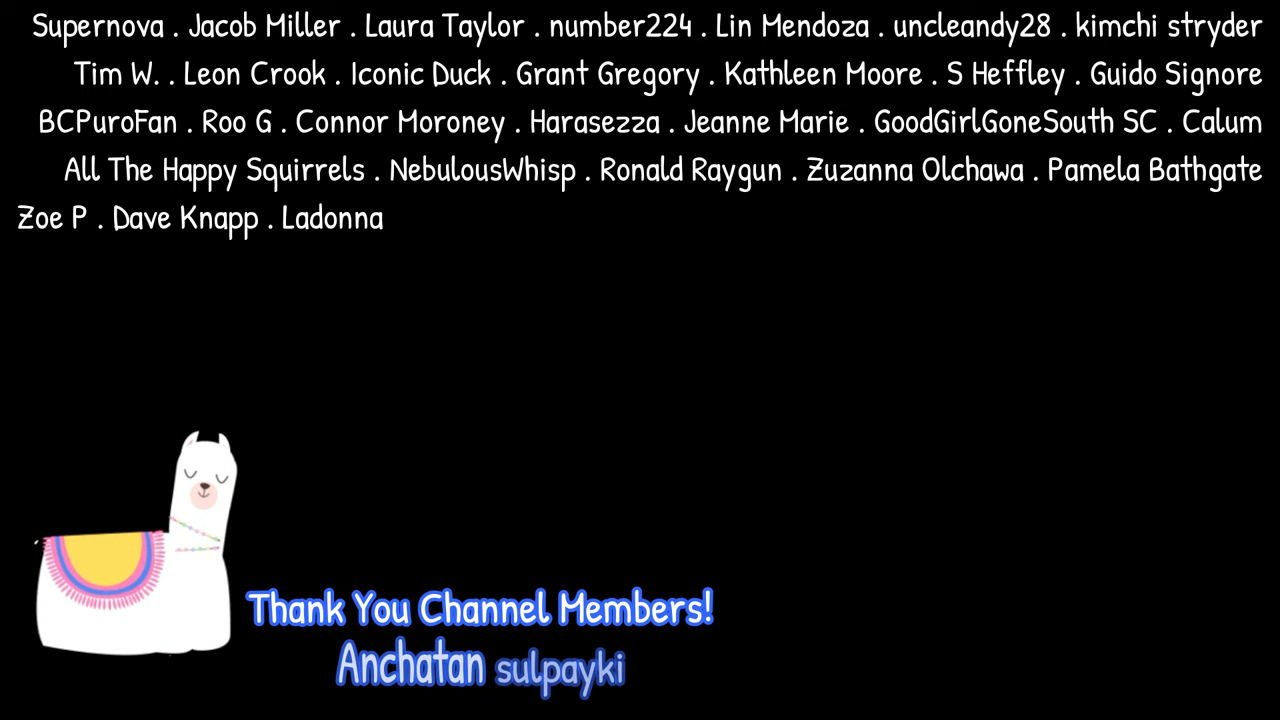 Supernova . Jacob Miller . Laura Taylor . number224 . Lin Mendoza . uncleandy28 . kimchi stryder
Tim W. . Leon Crook . Iconic Duck . Grant Gregory . Kathleen Moore . S Heffley . Guido Signore
BCPuroFan . Roo G . Connor Moroney . Harasezza . Jeanne Marie . GoodGirlGoneSouth SC . Calum
All The Happy Squirrels . NebulousWhisp . Ronald Raygun . Zuzanna Olchawa . Pamela Bathgate
Zoe P . Dave Knapp . Ladonna
Thank You Channel Members!
Anchatan sulpayki